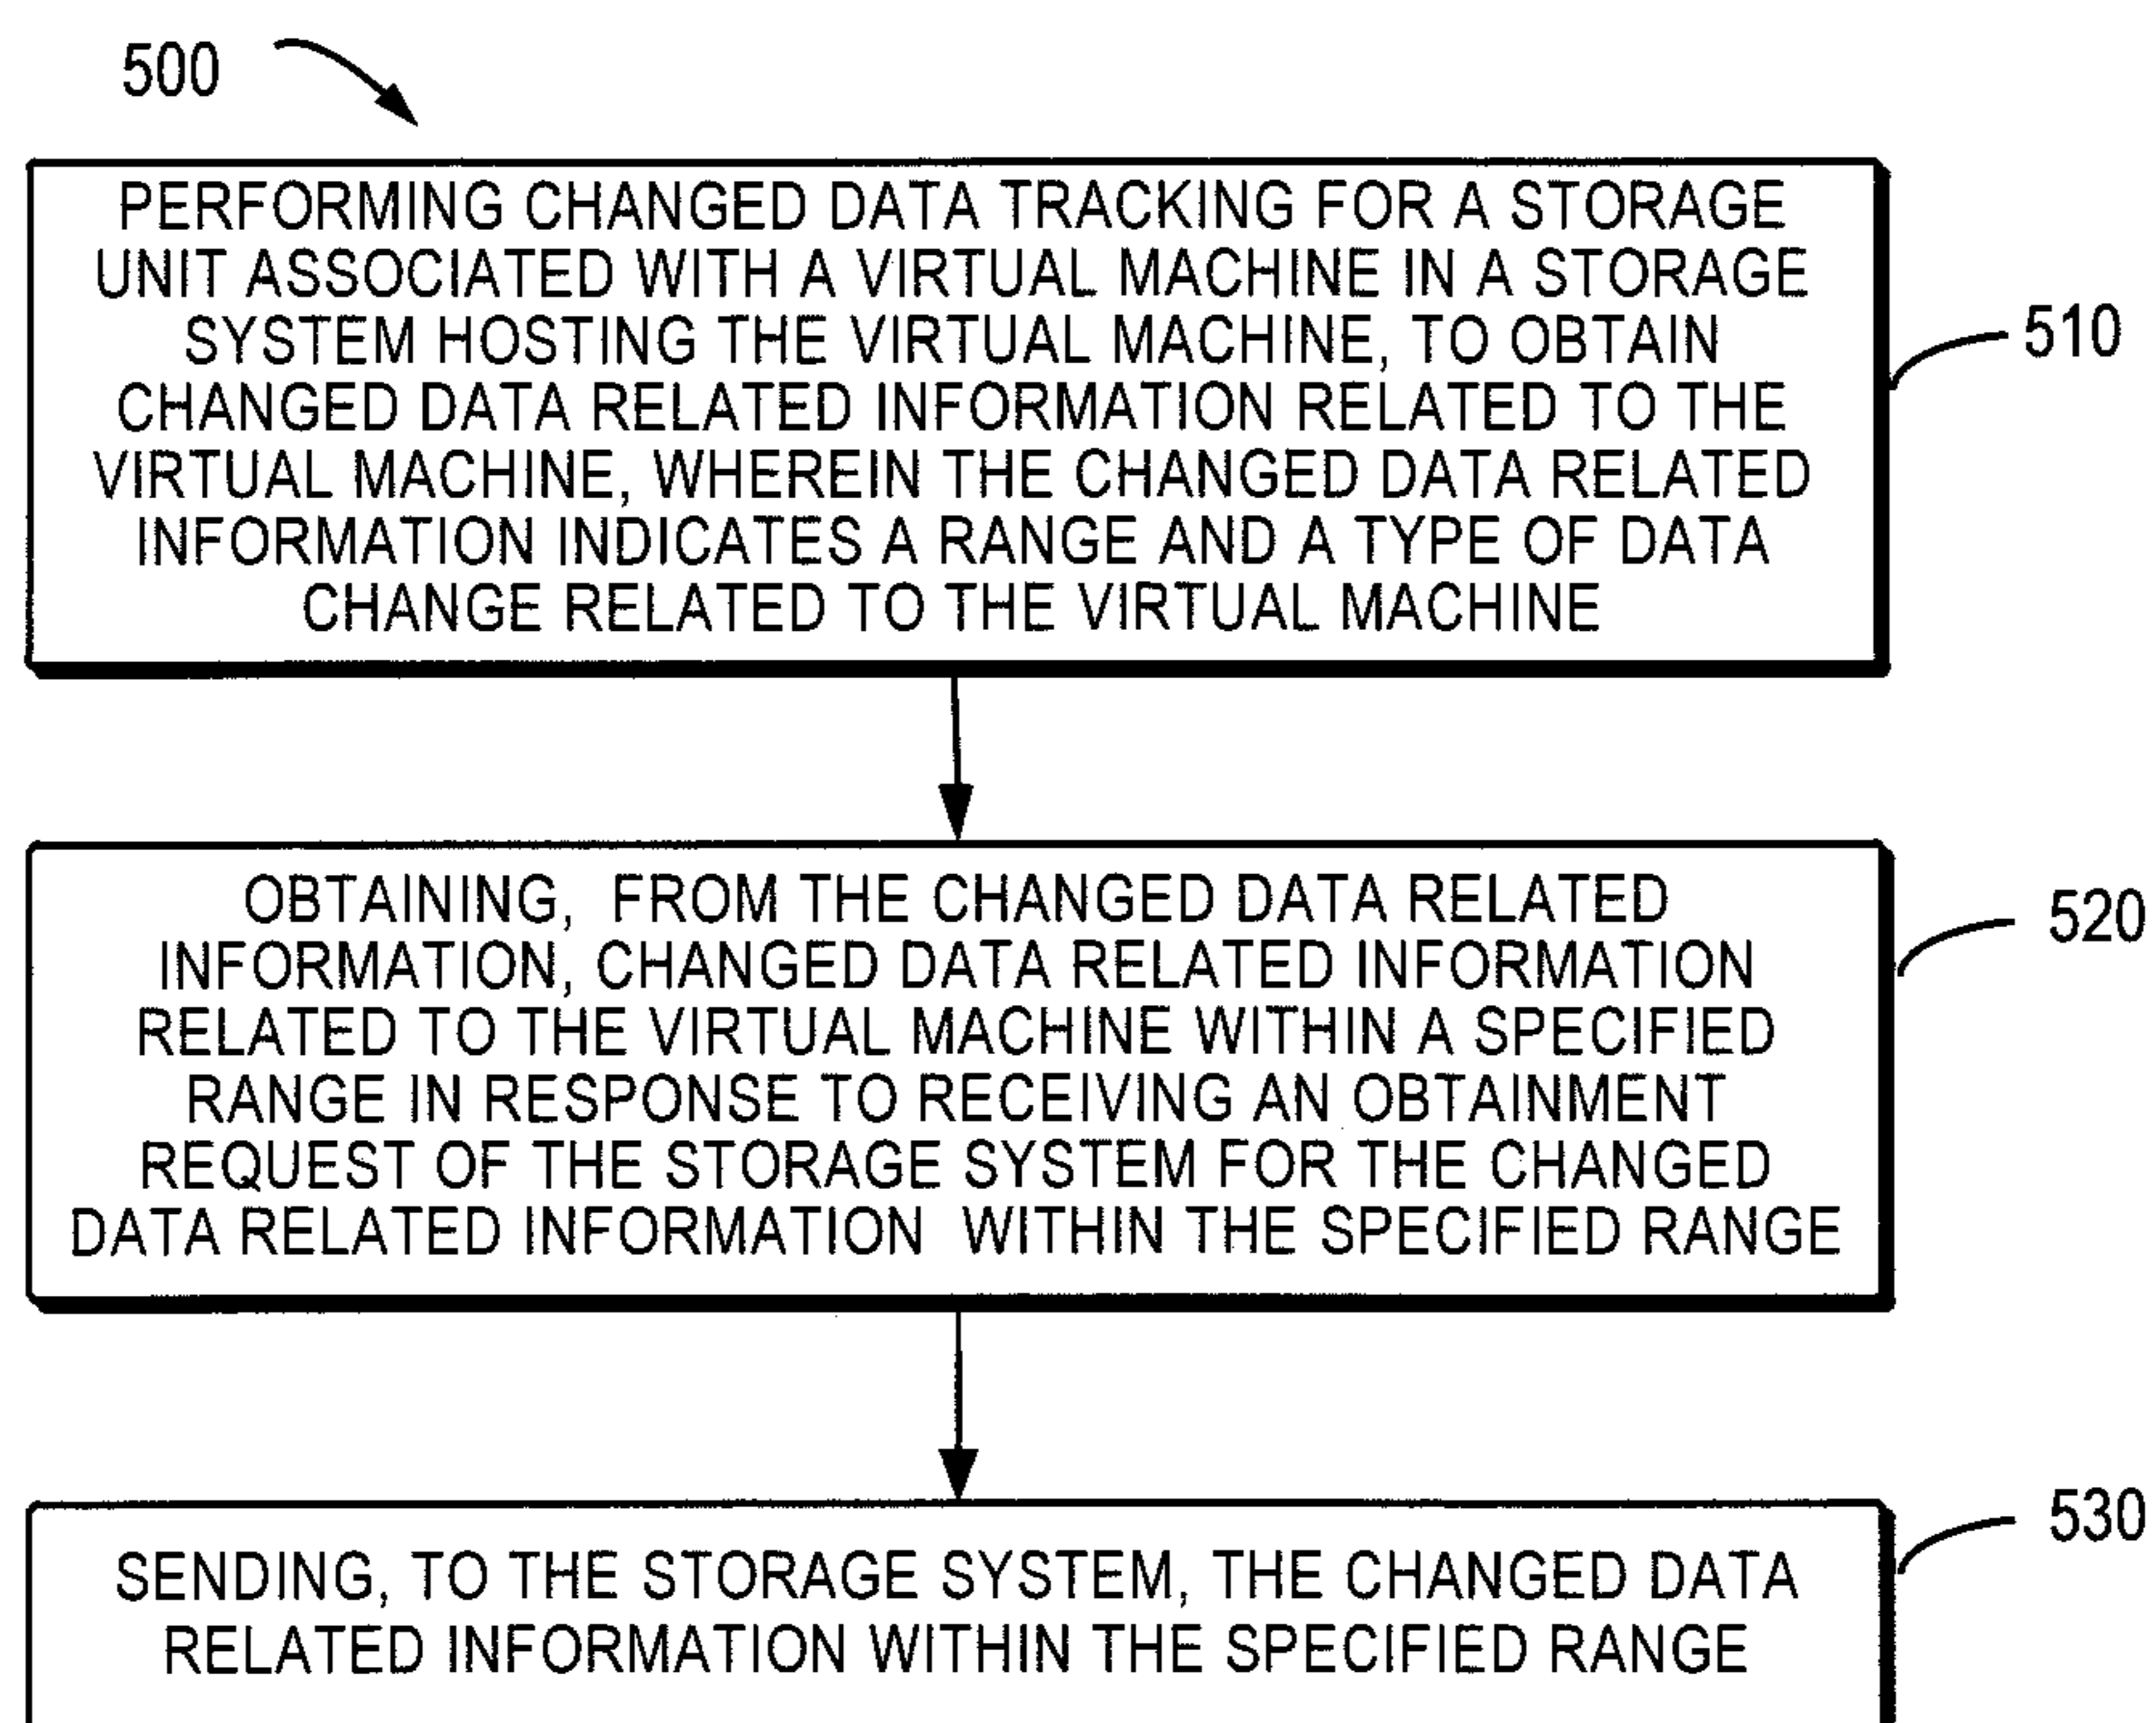 500
PERFORMING CHANGED DATA TRACKING FOR A STORAGE
UNIT ASSOCIATED WITH A VIRTUAL MACHINE IN A STORAGE
SYSTEM HOSTING THE VIRTUAL MACHINE, TO OBTAIN
CHANGED DATA RELATED INFORMATION RELATED TO THE
VIRTUAL MACHINE, WHEREIN THE CHANGED DATA RELATED
INFORMATION INDICATES A RANGE AND A TYPE OF DATA
CHANGE RELATED TO THE VIRTUAL MACHINE
510
OBTAINING, FROM THE CHANGED DATA RELATED
INFORMATION, CHANGED DATA RELATED INFORMATION
RELATED TO THE VIRTUAL MACHINE WITHIN A SPECIFIED
RANGE IN RESPONSE TO RECEIVING AN OBTAINMENT
REQUEST OF THE STORAGE SYSTEM FOR THE CHANGED
DATA RELATED INFORMATION WITHIN THE SPECIFIED RANGE
520
SENDING, TO THE STORAGE SYSTEM, THE CHANGED DATA
RELATED INFORMATION WITHIN THE SPECIFIED RANGE
530